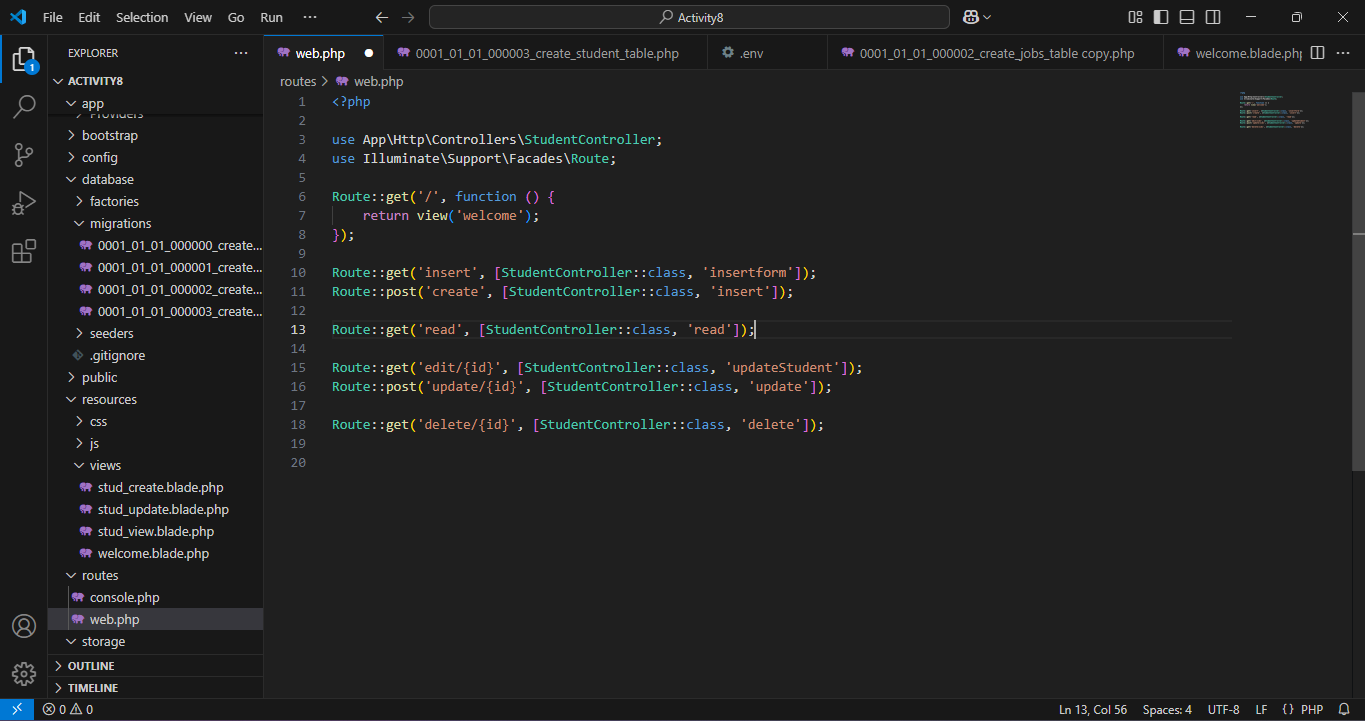 File Edit Selection View Go Run ··· Activity8
EXPLORER ···
ACTIVITY8
app
Providers
bootstrap
config
database
factories
migrations
0001_01_01_000000_create...
0001_01_01_000001_create...
0001_01_01_000002_create...
0001_01_01_000003_create...
seeders
.gitignore
public
resources
css
js
views
stud_create.blade.php
stud_update.blade.php
stud_view.blade.php
welcome.blade.php
routes
console.php
web.php
storage
OUTLINE
TIMELINE
1
web.php 0001_01_01_000003_create_student_table.php .env 0001_01_01_000002_create_jobs_table copy.php welcome.blade.php ···
routes > web.php
1 <?php
2
3 use App\Http\Controllers\StudentController;
4 use Illuminate\Support\Facades\Route;
5
6 Route::get('/', function () {
7     return view('welcome');
8 });
9
10 Route::get('insert', [StudentController::class, 'insertform']);
11 Route::post('create', [StudentController::class, 'insert']);
12
13 Route::get('read', [StudentController::class, 'read']);
14
15 Route::get('edit/{id}', [StudentController::class, 'updateStudent']);
16 Route::post('update/{id}', [StudentController::class, 'update']);
17
18 Route::get('delete/{id}', [StudentController::class, 'delete']);
19
20
0 0 Ln 13, Col 56 Spaces: 4 UTF-8 LF {} PHP